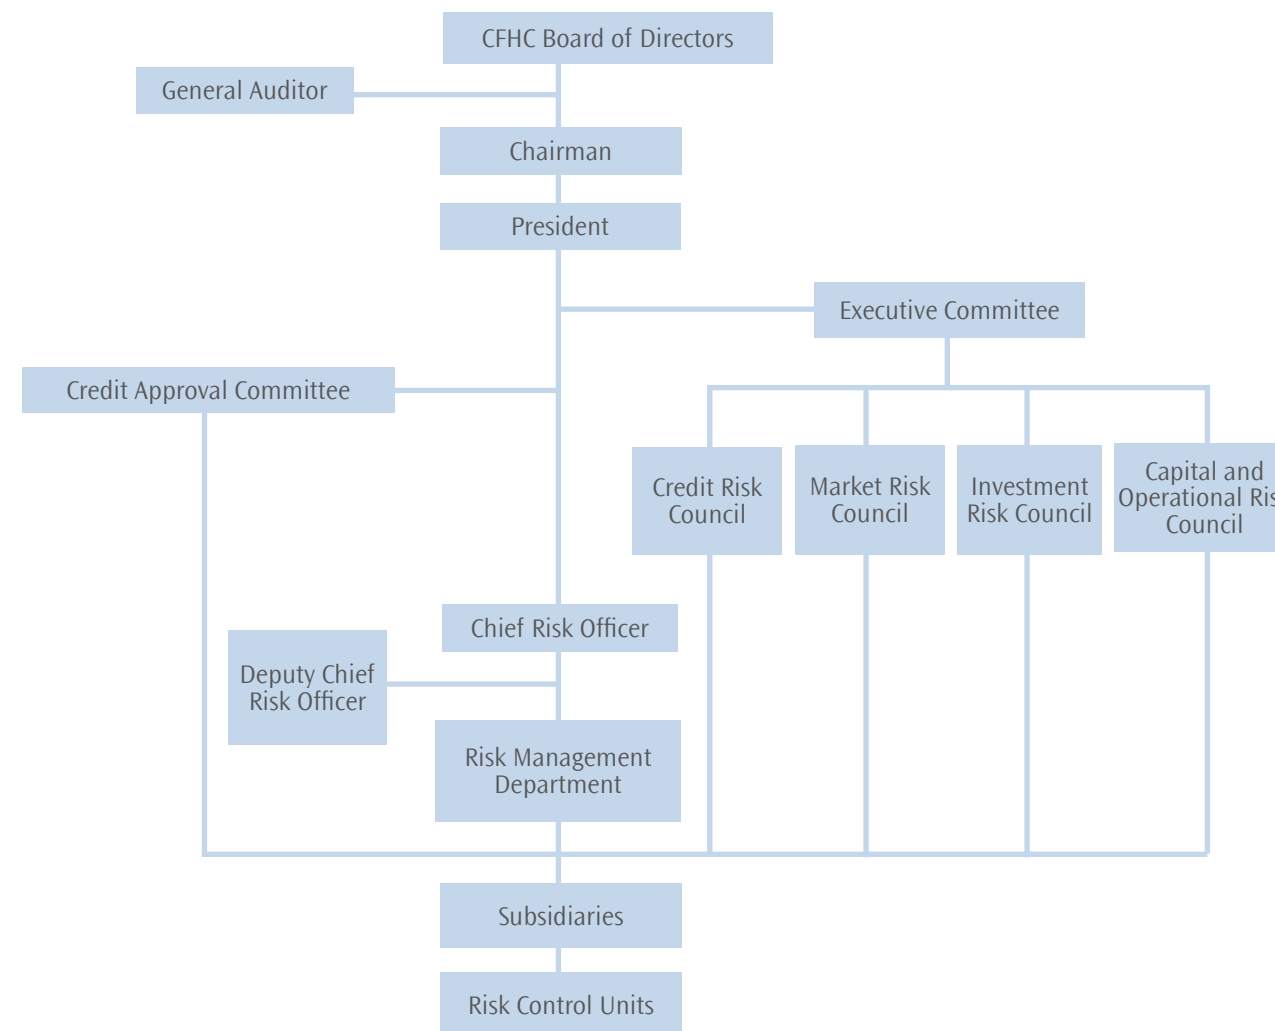 CFHC Board of Directors
General Auditor
Chairman
President
Executive Committee
Credit Approval Committee
Credit Risk
Council
Market Risk
Council
Investment
Risk Council
Capital and
Operational
Council
Chief Risk Officer
Deputy Chief
Risk Officer
Risk Management
Department
Subsidiaries
Risk Control Units